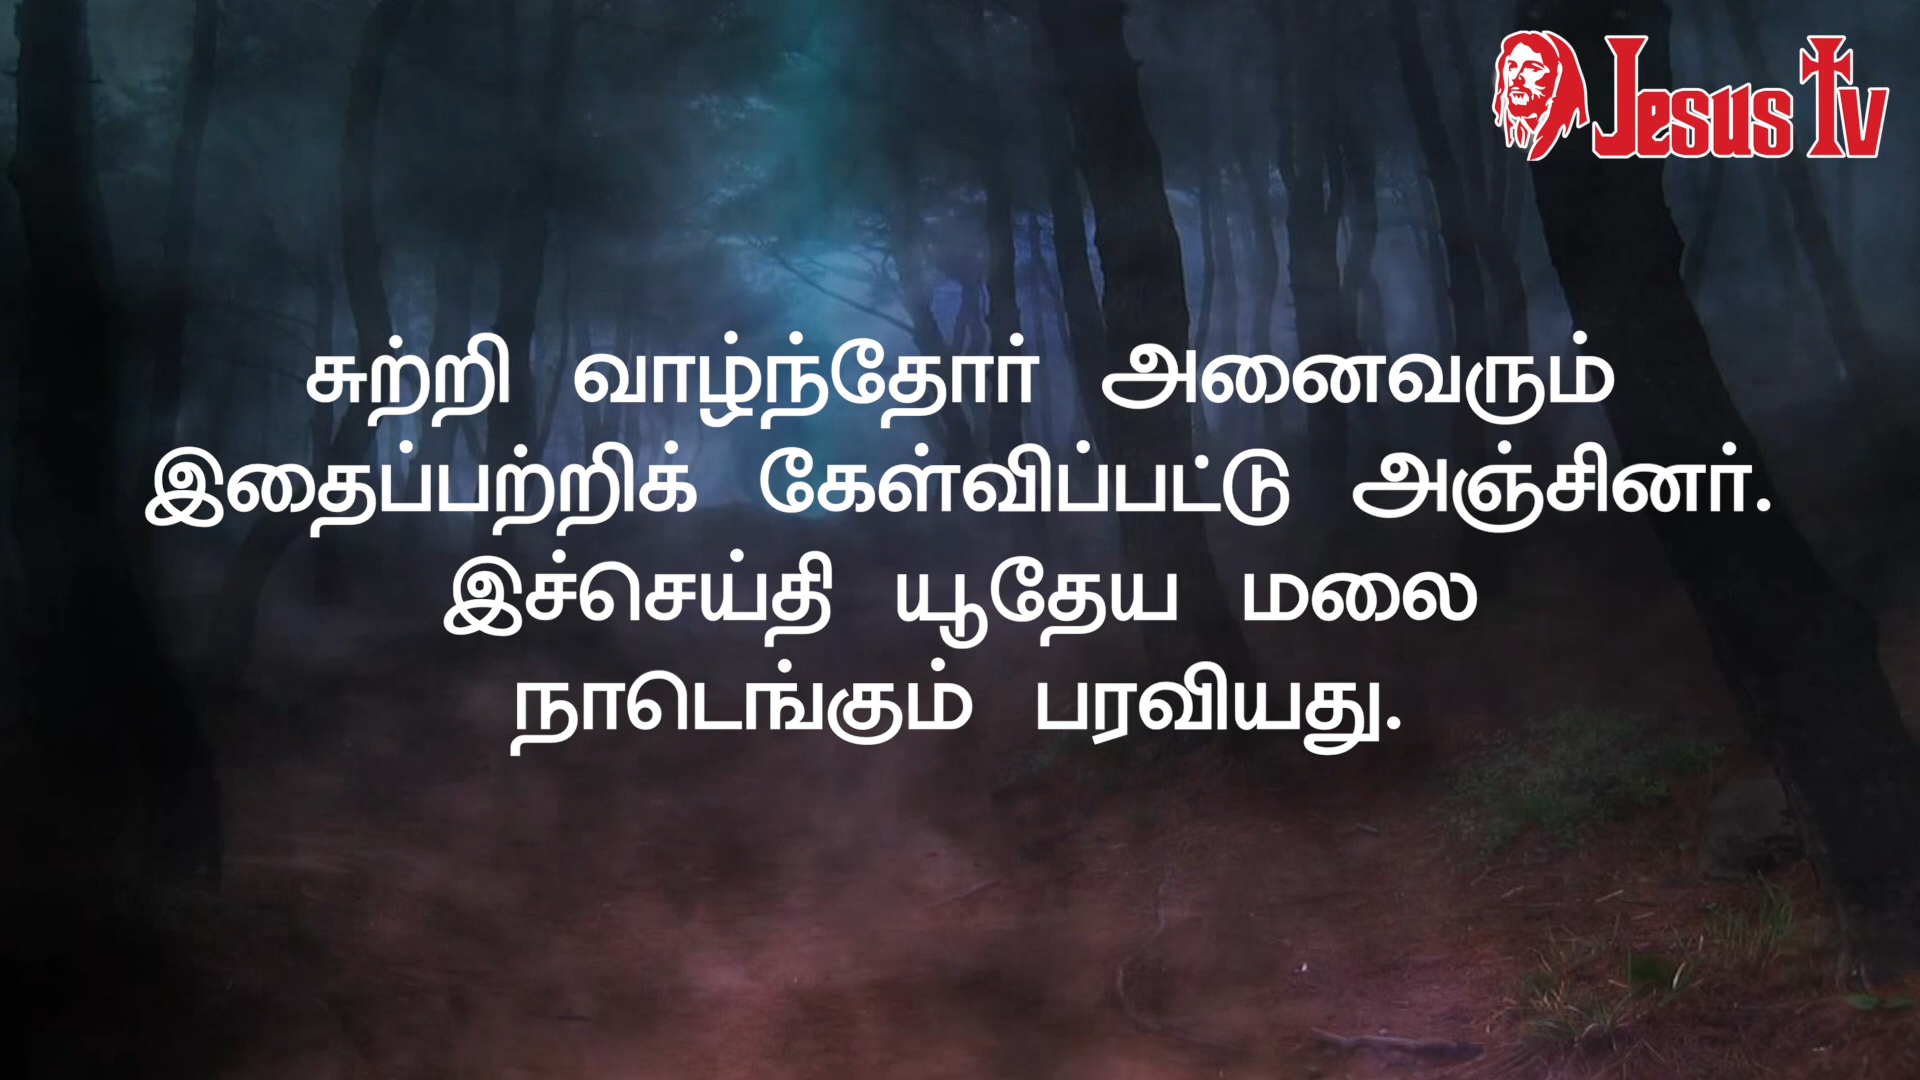 Jesus Tv
சுற்றி வாழ்ந்தோர் அனைவரும்
இதைப்பற்றிக் கேள்விப்பட்டு அஞ்சினர்.
இச்செய்தி யூதேய மலை
நாடெங்கும் பரவியது.